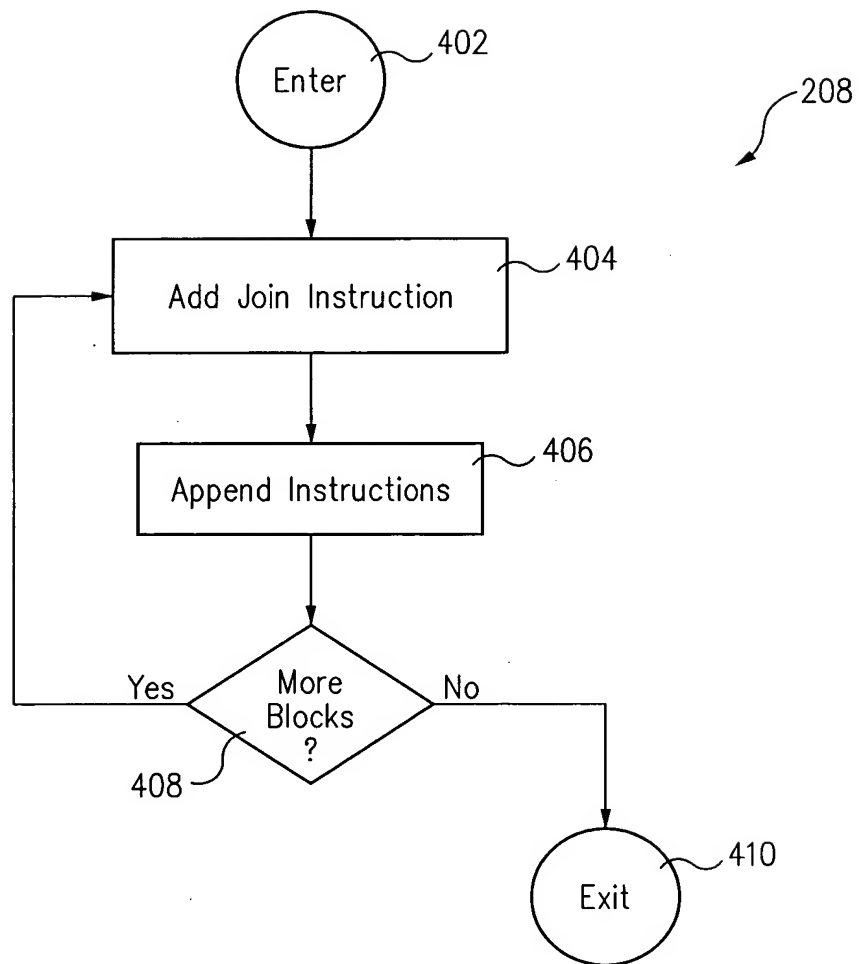 Enter
402
208
Add Join Instruction
404
Append Instructions
406
Yes
More
Blocks
?
No
408
Exit
410